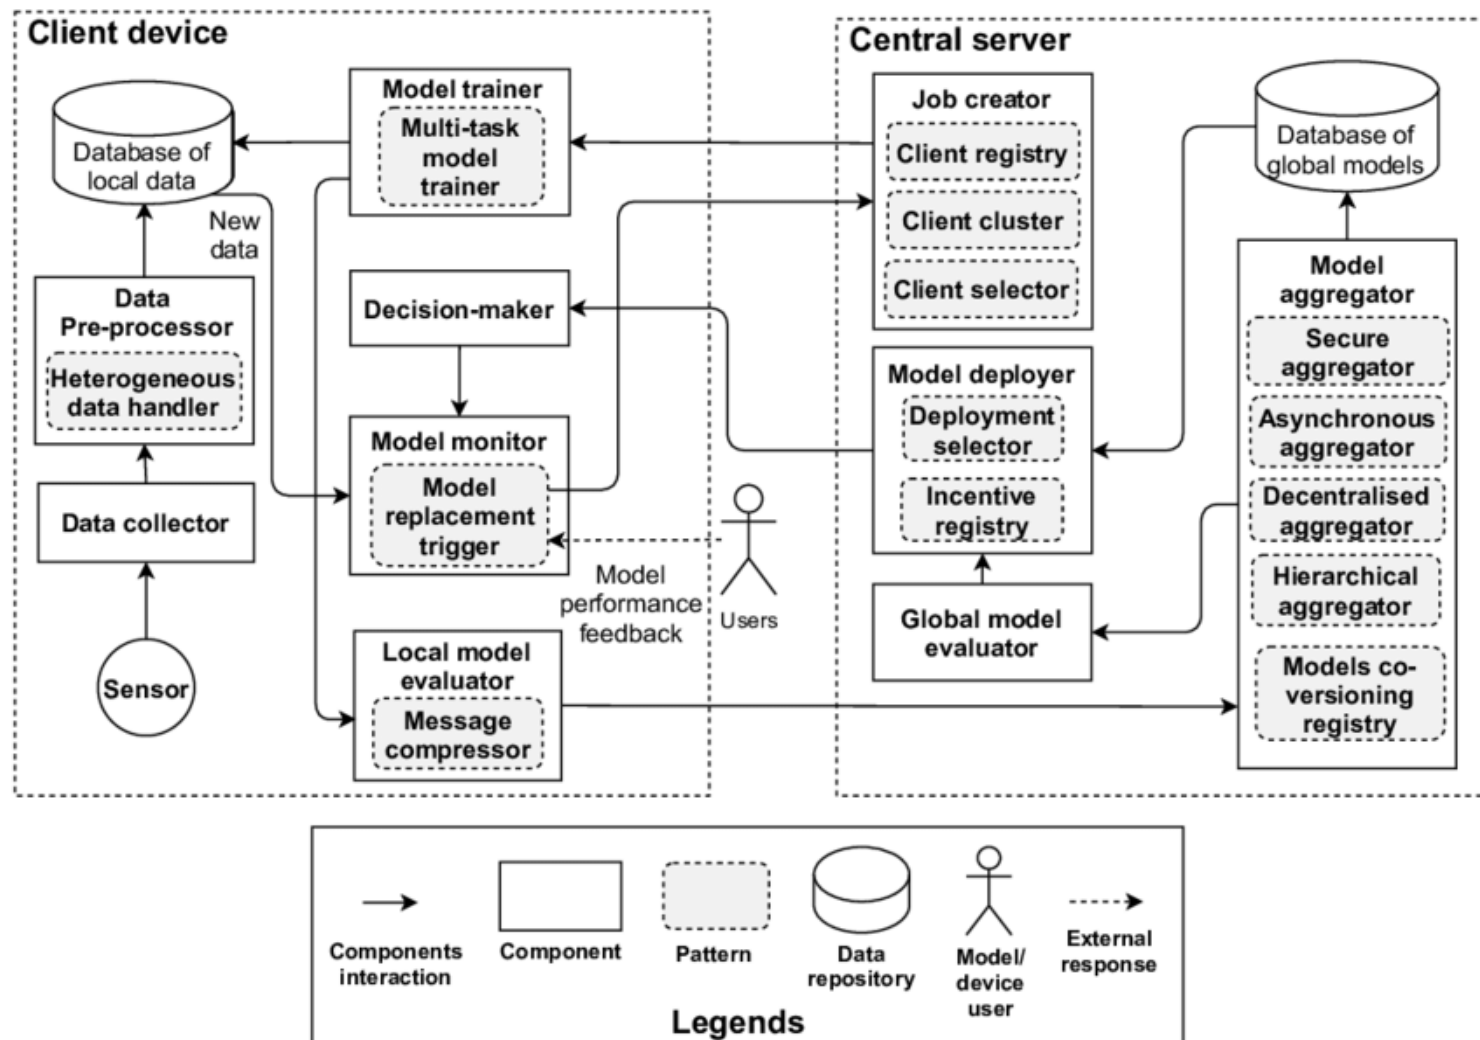 Client device
Database of
local data
New
data
Data
Pre-processor
Heterogeneous
data handler
Data collector
Sensor
Model trainer
Multi-task
model
trainer
Decision-maker
Model monitor
Model
replacement
trigger
Model
performance
feedback
Users
Local model
evaluator
Message
compressor
Central server
Job creator
Client registry
Client cluster
Client selector
Model deployer
Deployment
selector
Incentive
registry
Global model
evaluator
Database of
global models
Model
aggregator
Secure
aggregator
Asynchronous
aggregator
Decentralised
aggregator
Hierarchical
aggregator
Models co-
versioning
registry
Components
interaction
Component
Pattern
Data
repository
Model/
device
user
External
response
Legends